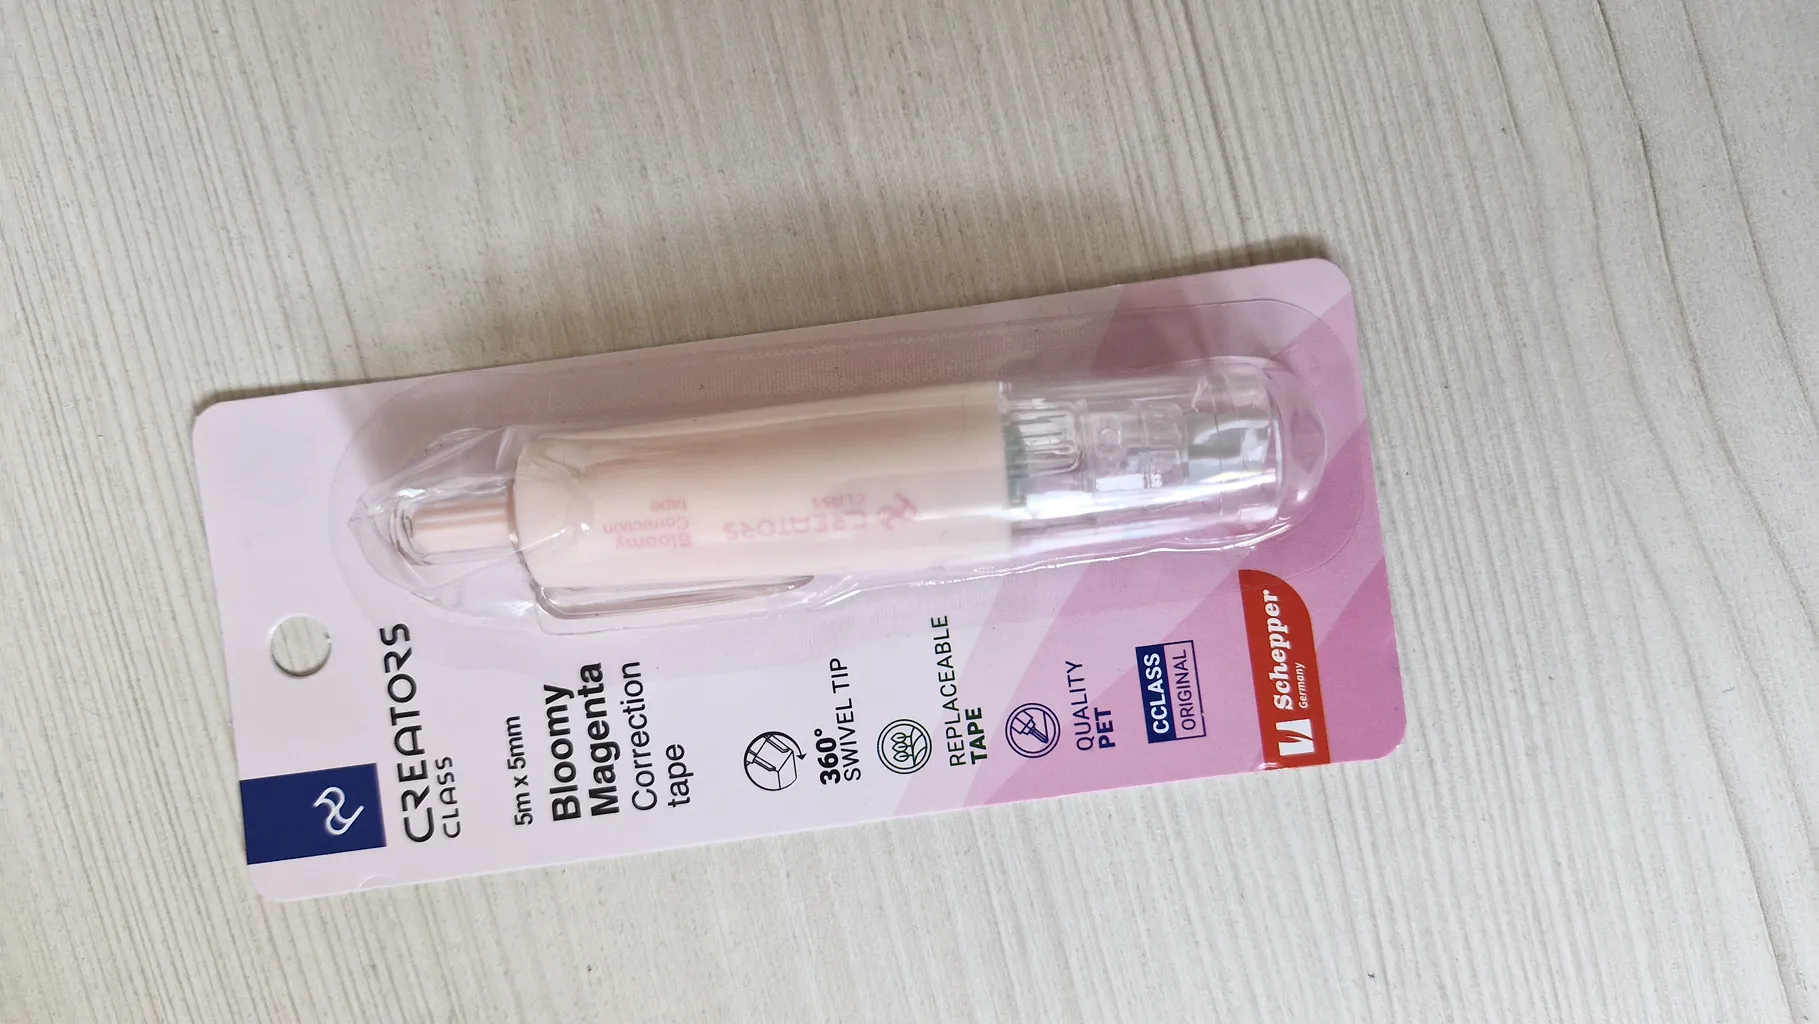 CREATORS
CLASS
5m x 5mm
Bloomy
Magenta
Correction
tape
360°
SWIVEL TIP
REPLACEABLE
TAPE
QUALITY
PET
CCLASS
ORIGINAL
Schepper
Germany
CREATORS
CLASS
Bloomy
Correction
tape